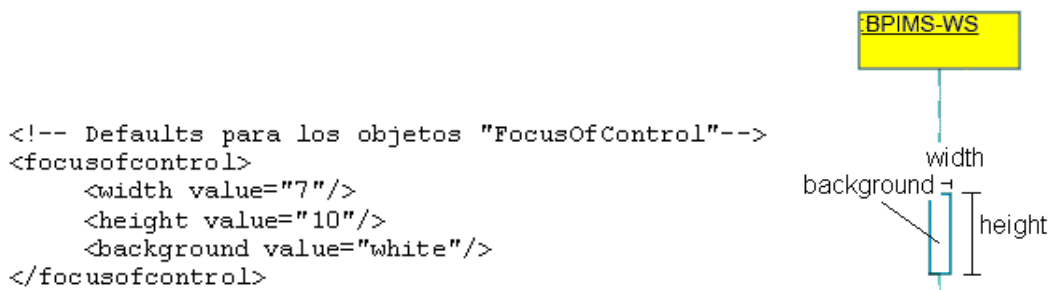 :BPIMS-WS
<!-- Defaults para los objetos "FocusOfControl"-->
<focusofcontrol>
<width value="7"/>
<height value="10"/>
<background value="white"/>
</focusofcontrol>
width
background
height